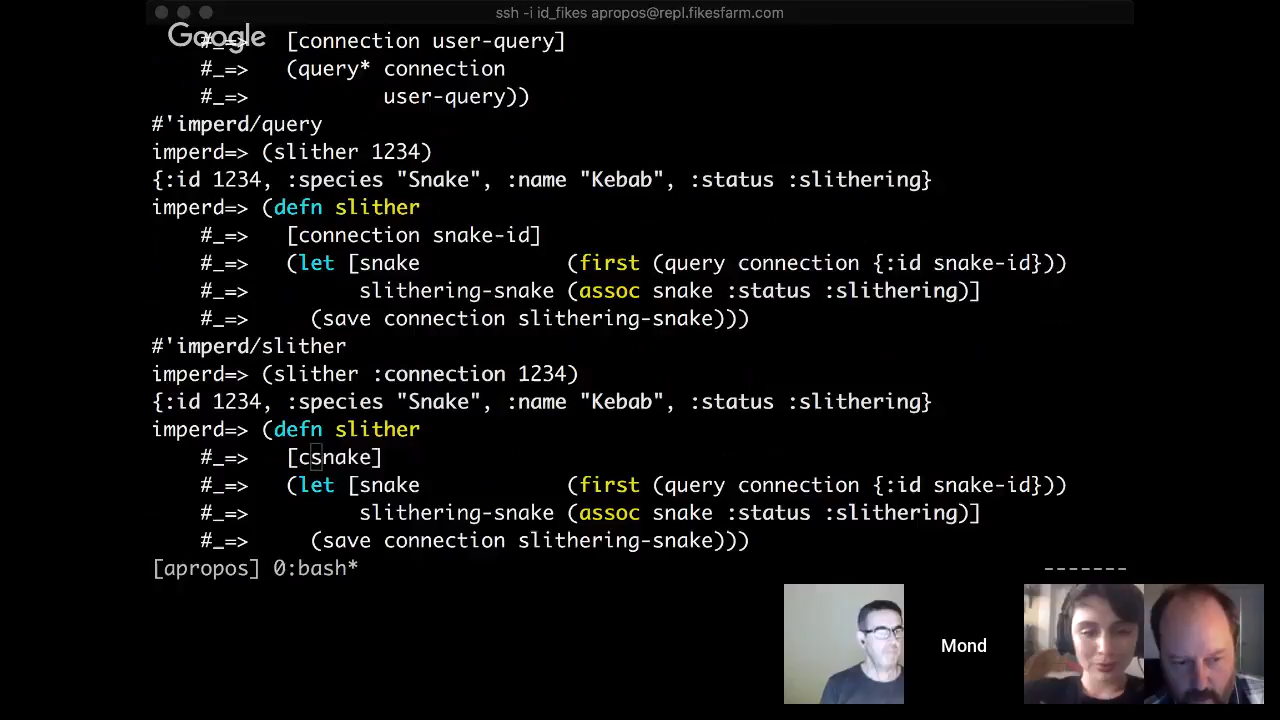 ssh -i id_fikes apropos@repl.fikesfarm.com
Google
#_=> [connection user-query]
#_=> (query* connection
#_=> user-query))
#'imperd/query
imperd=> (slither 1234)
{:id 1234, :species "Snake", :name "Kebab", :status :slithering}
imperd=> (defn slither
#_=> [connection snake-id]
#_=> (let [snake (first (query connection {:id snake-id}))
#_=> slithering-snake (assoc snake :status :slithering)]
#_=> (save connection slithering-snake)))
#'imperd/slither
imperd=> (slither :connection 1234)
{:id 1234, :species "Snake", :name "Kebab", :status :slithering}
imperd=> (defn slither
#_=> [csnake]
#_=> (let [snake (first (query connection {:id snake-id}))
#_=> slithering-snake (assoc snake :status :slithering)]
#_=> (save connection slithering-snake)))
[apropos] 0:bash*
Mond